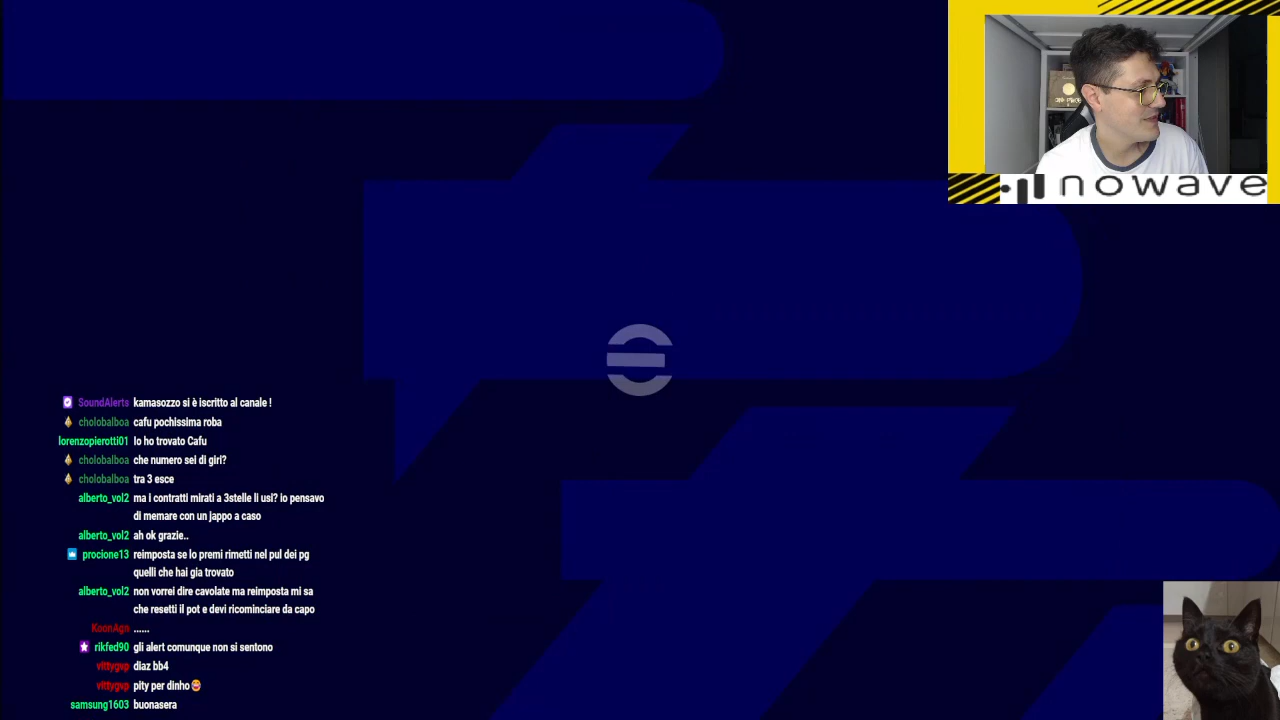 nowave
SoundAlerts kamasozzo si è iscritto al canale !
cholobalboa cafu pochissima roba
lorenzopierotti01 Io ho trovato Cafu
cholobalboa che numero sei di giri?
cholobalboa tra 3 esce
alberto_vol2 ma i contratti mirati a 3stelle li usi? io pensavo
di memare con un jappo a caso
alberto_vol2 ah ok grazie..
procione13 reimposta se lo premi rimetti nel pul dei pg
quelli che hai gia trovato
alberto_vol2 non vorrei dire cavolate ma reimposta mi sa
che resetti il pot e devi ricominciare da capo
KoonAgn ......
rikfed90 gli alert comunque non si sentono
vittygvp diaz bb4
vittygvp pity per dinho😂
samsung1603 buonasera